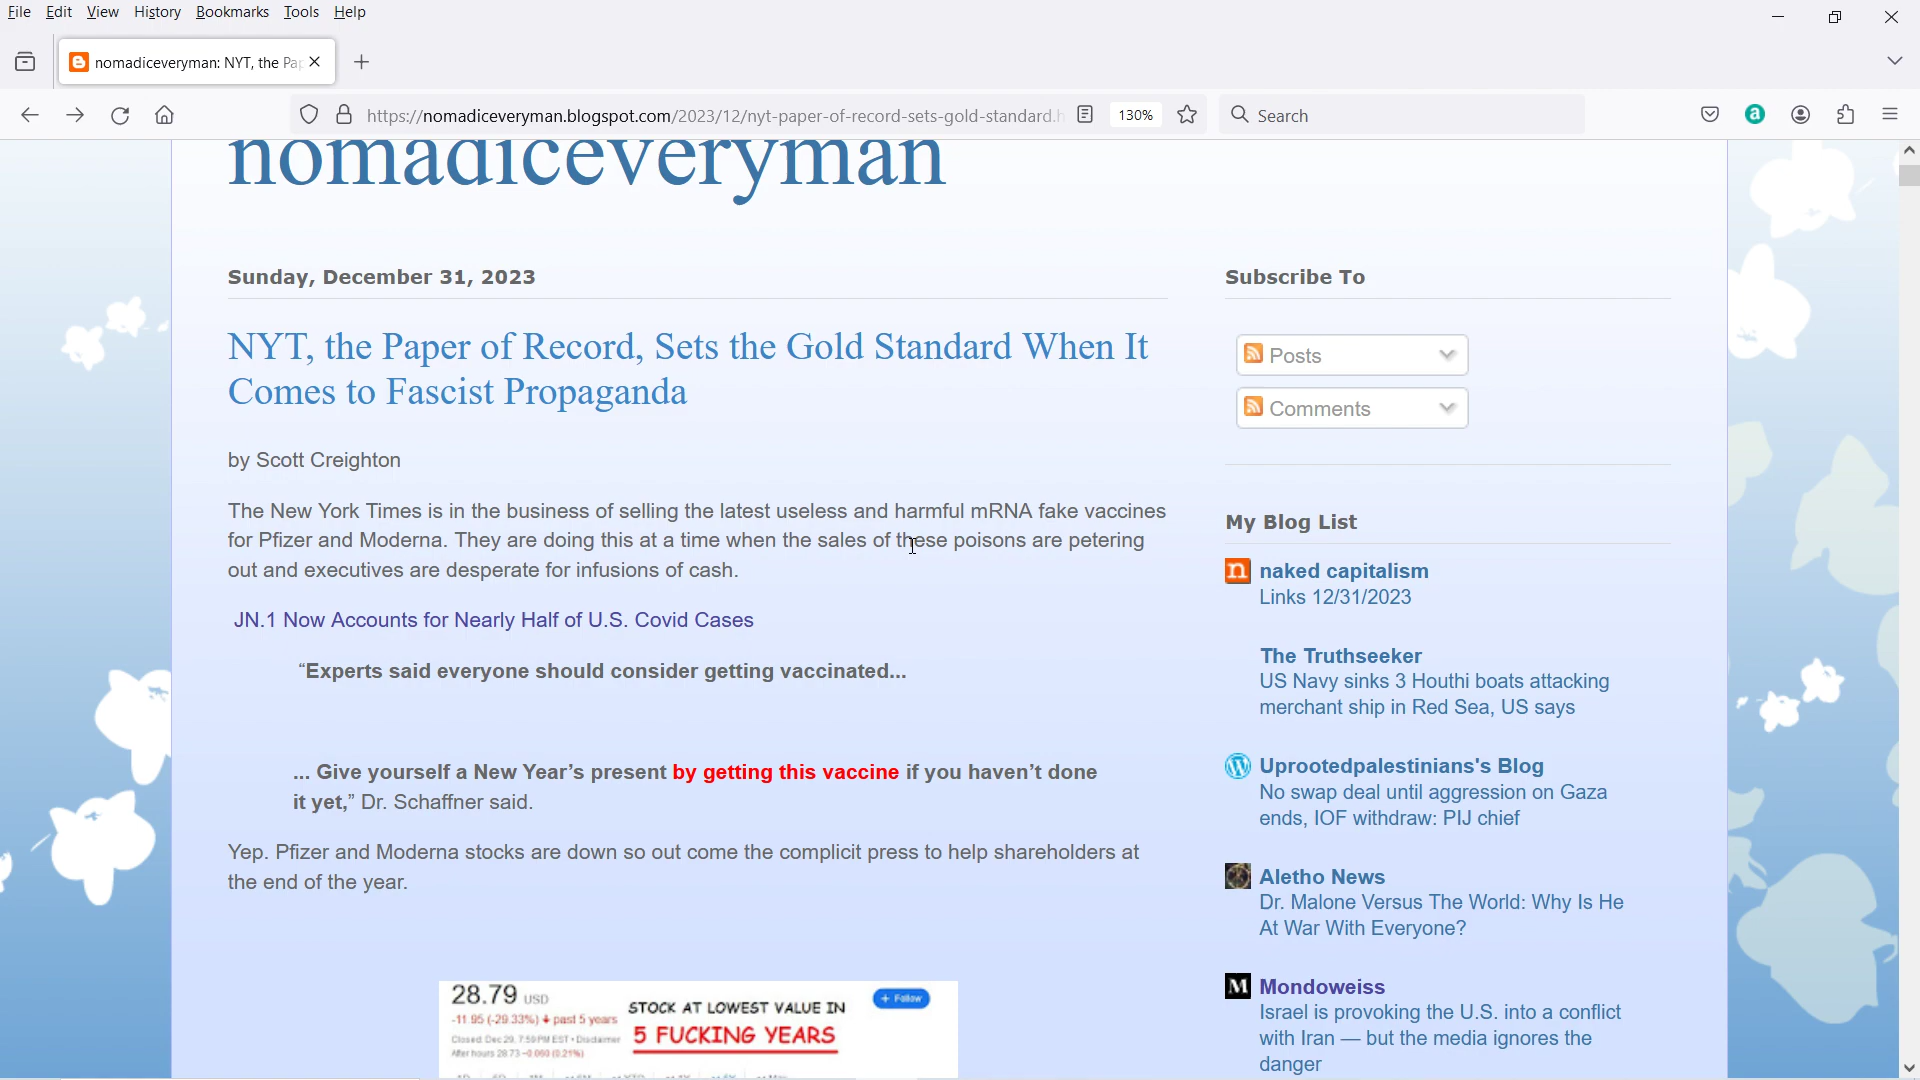 File Edit View History Bookmarks Tools Help
nomadiceveryman: NYT, the Pa
https://nomadiceveryman.blogspot.com/2023/12/nyt-paper-of-record-sets-gold-standard.h 130% Search
nomadiceveryman
Sunday, December 31, 2023
NYT, the Paper of Record, Sets the Gold Standard When It
Comes to Fascist Propaganda
by Scott Creighton
The New York Times is in the business of selling the latest useless and harmful mRNA fake vaccines
for Pfizer and Moderna. They are doing this at a time when the sales of these poisons are petering
out and executives are desperate for infusions of cash.
JN.1 Now Accounts for Nearly Half of U.S. Covid Cases
“Experts said everyone should consider getting vaccinated...
... Give yourself a New Year’s present by getting this vaccine if you haven’t done
it yet,” Dr. Schaffner said.
Yep. Pfizer and Moderna stocks are down so out come the complicit press to help shareholders at
the end of the year.
28.79 USD
-11.95 (-29.33%) past 5 years
Closed: Dec 29, 7:59 PM EST • Disclaimer
After hours 28.73 -0.060 (0.21%)
STOCK AT LOWEST VALUE IN
5 FUCKING YEARS
+ Follow
Subscribe To
Posts
Comments
My Blog List
naked capitalism
Links 12/31/2023
The Truthseeker
US Navy sinks 3 Houthi boats attacking
merchant ship in Red Sea, US says
Uprootedpalestinians's Blog
No swap deal until aggression on Gaza
ends, IOF withdraw: PIJ chief
Aletho News
Dr. Malone Versus The World: Why Is He
At War With Everyone?
Mondoweiss
Israel is provoking the U.S. into a conflict
with Iran — but the media ignores the
danger